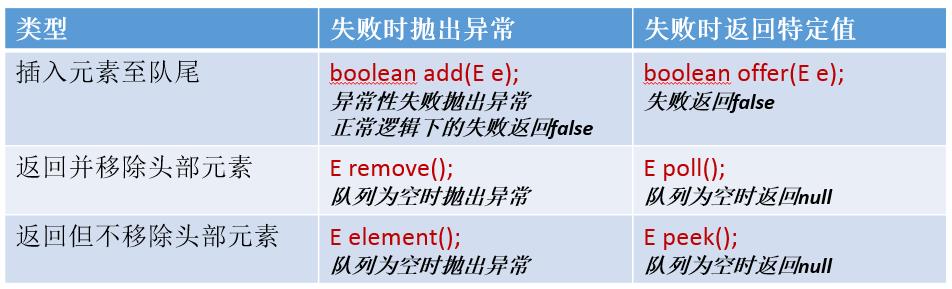 类型
失败时抛出异常
失败时返回特定值
插入元素至队尾
boolean add(E e);
异常性失败抛出异常
正常逻辑下的失败返回false
boolean offer(E e);
失败返回false
返回并移除头部元素
E remove();
队列为空时抛出异常
E poll();
队列为空时返回null
返回但不移除头部元素
E element();
队列为空时抛出异常
E peek();
队列为空时返回null